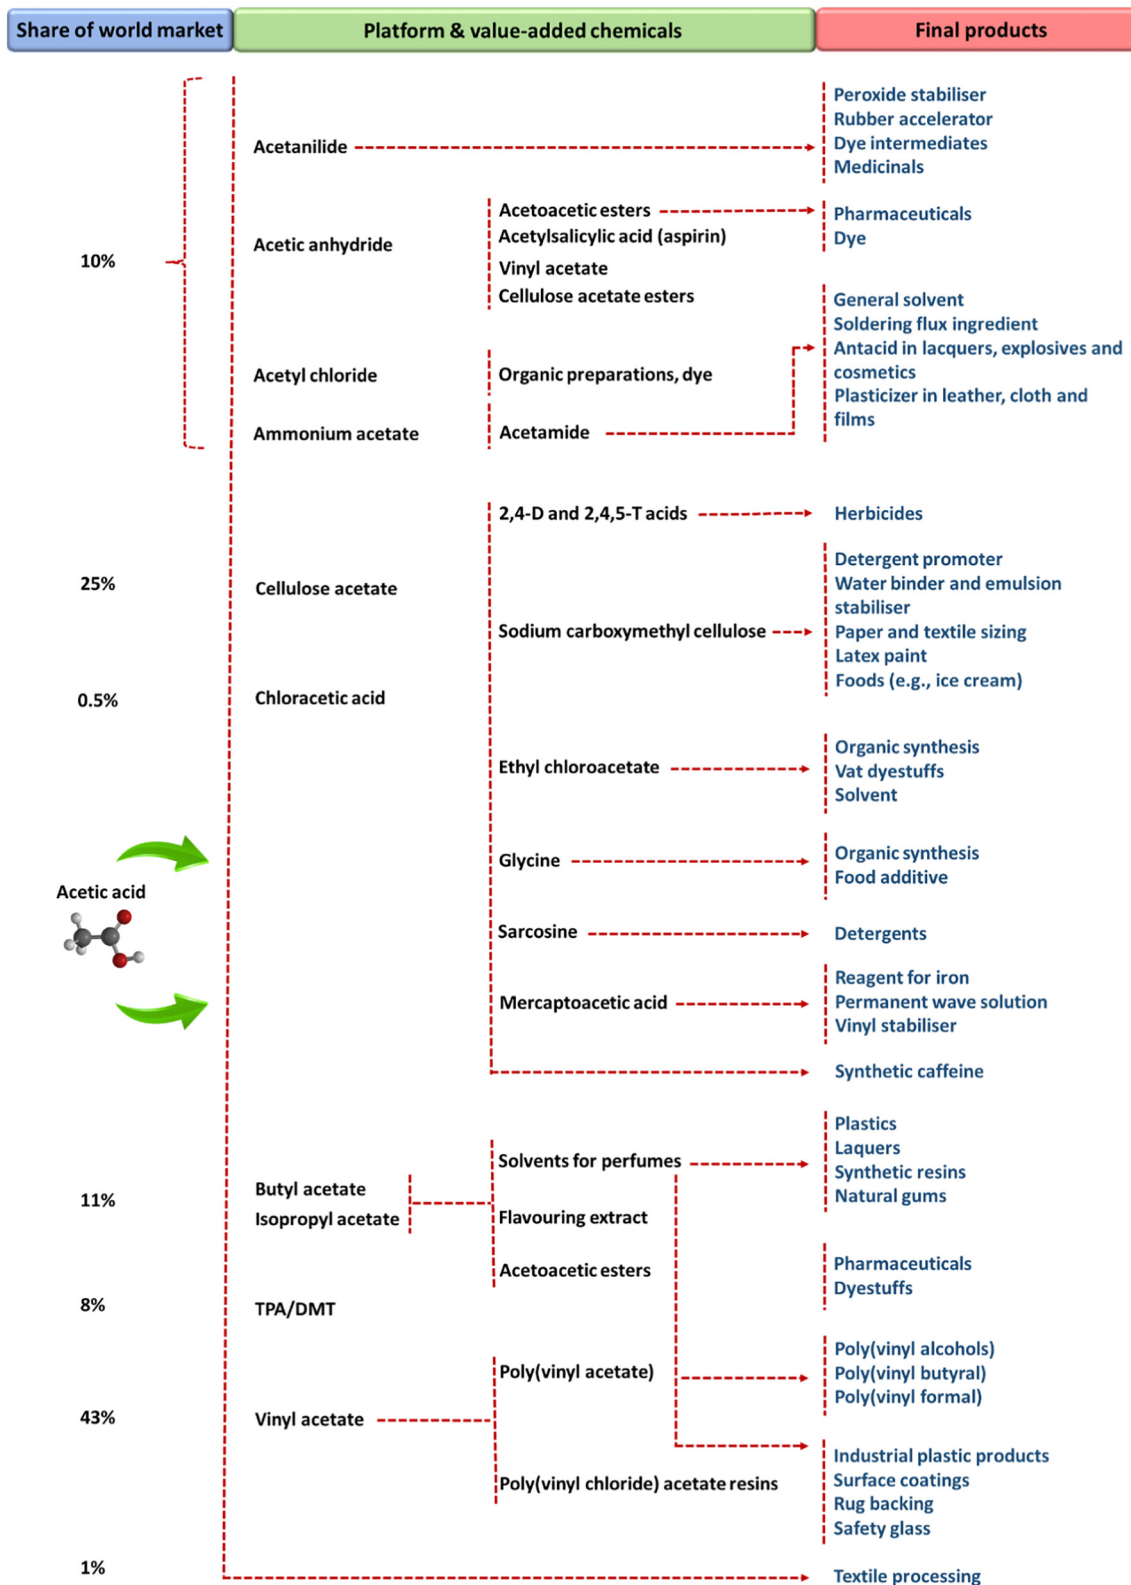 Share of world market
Platform & value-added chemicals
Final products
10%
Acetanilide
Peroxide stabiliser
Rubber accelerator
Dye intermediates
Medicinals
Acetic anhydride
Acetoacetic esters
Acetylsalicylic acid (aspirin)
Vinyl acetate
Cellulose acetate esters
Pharmaceuticals
Dye
Acetyl chloride
Organic preparations, dye
Ammonium acetate
Acetamide
General solvent
Soldering flux ingredient
Antacid in lacquers, explosives and
cosmetics
Plasticizer in leather, cloth and
films
25%
Cellulose acetate
0.5%
Chloracetic acid
2,4-D and 2,4,5-T acids
Herbicides
Sodium carboxymethyl cellulose
Detergent promoter
Water binder and emulsion
stabiliser
Paper and textile sizing
Latex paint
Foods (e.g., ice cream)
Ethyl chloroacetate
Organic synthesis
Vat dyestuffs
Solvent
Acetic acid
Glycine
Organic synthesis
Food additive
Sarcosine
Detergents
Mercaptoacetic acid
Reagent for iron
Permanent wave solution
Vinyl stabiliser
Synthetic caffeine
11%
Butyl acetate
Isopropyl acetate
Solvents for perfumes
Flavouring extract
Acetoacetic esters
Plastics
Laquers
Synthetic resins
Natural gums
Pharmaceuticals
Dyestuffs
8%
TPA/DMT
43%
Vinyl acetate
Poly(vinyl acetate)
Poly(vinyl chloride) acetate resins
Poly(vinyl alcohols)
Poly(vinyl butyral)
Poly(vinyl formal)
Industrial plastic products
Surface coatings
Rug backing
Safety glass
1%
Textile processing